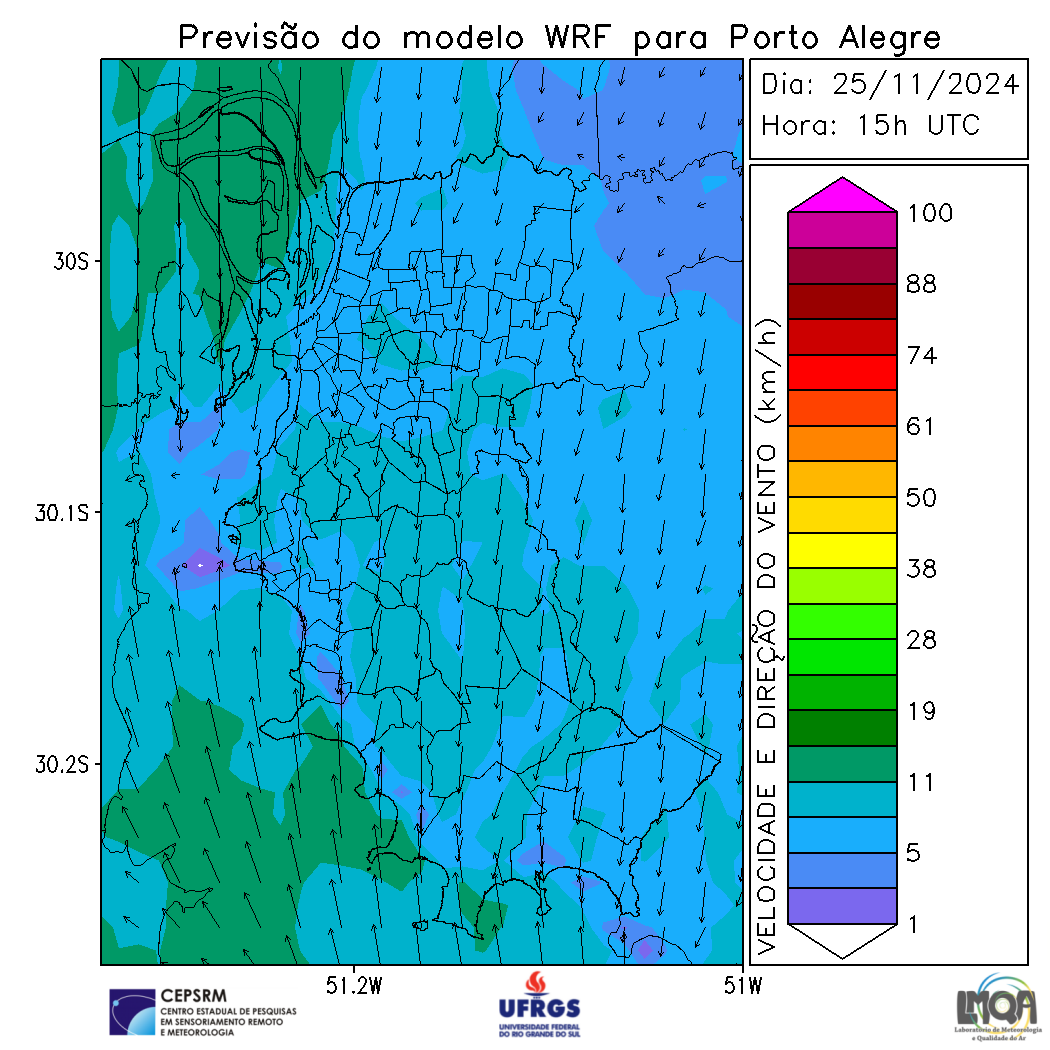 Previsão do modelo WRF para Porto Alegre
Dia: 25/11/2024
Hora: 15h UTC
30S
30.1S
30.2S
51.2W
51W
VELOCIDADE E DIREÇÃO DO VENTO (km/h)
100
88
74
61
50
38
28
19
11
5
1
CEPSRM
CENTRO ESTADUAL DE PESQUISAS
EM SENSORIAMENTO REMOTO
E METEOROLOGIA
UFRGS
UNIVERSIDADE FEDERAL
DO RIO GRANDE DO SUL
LMQA
Laboratório de Meteorologia
e Qualidade do Ar